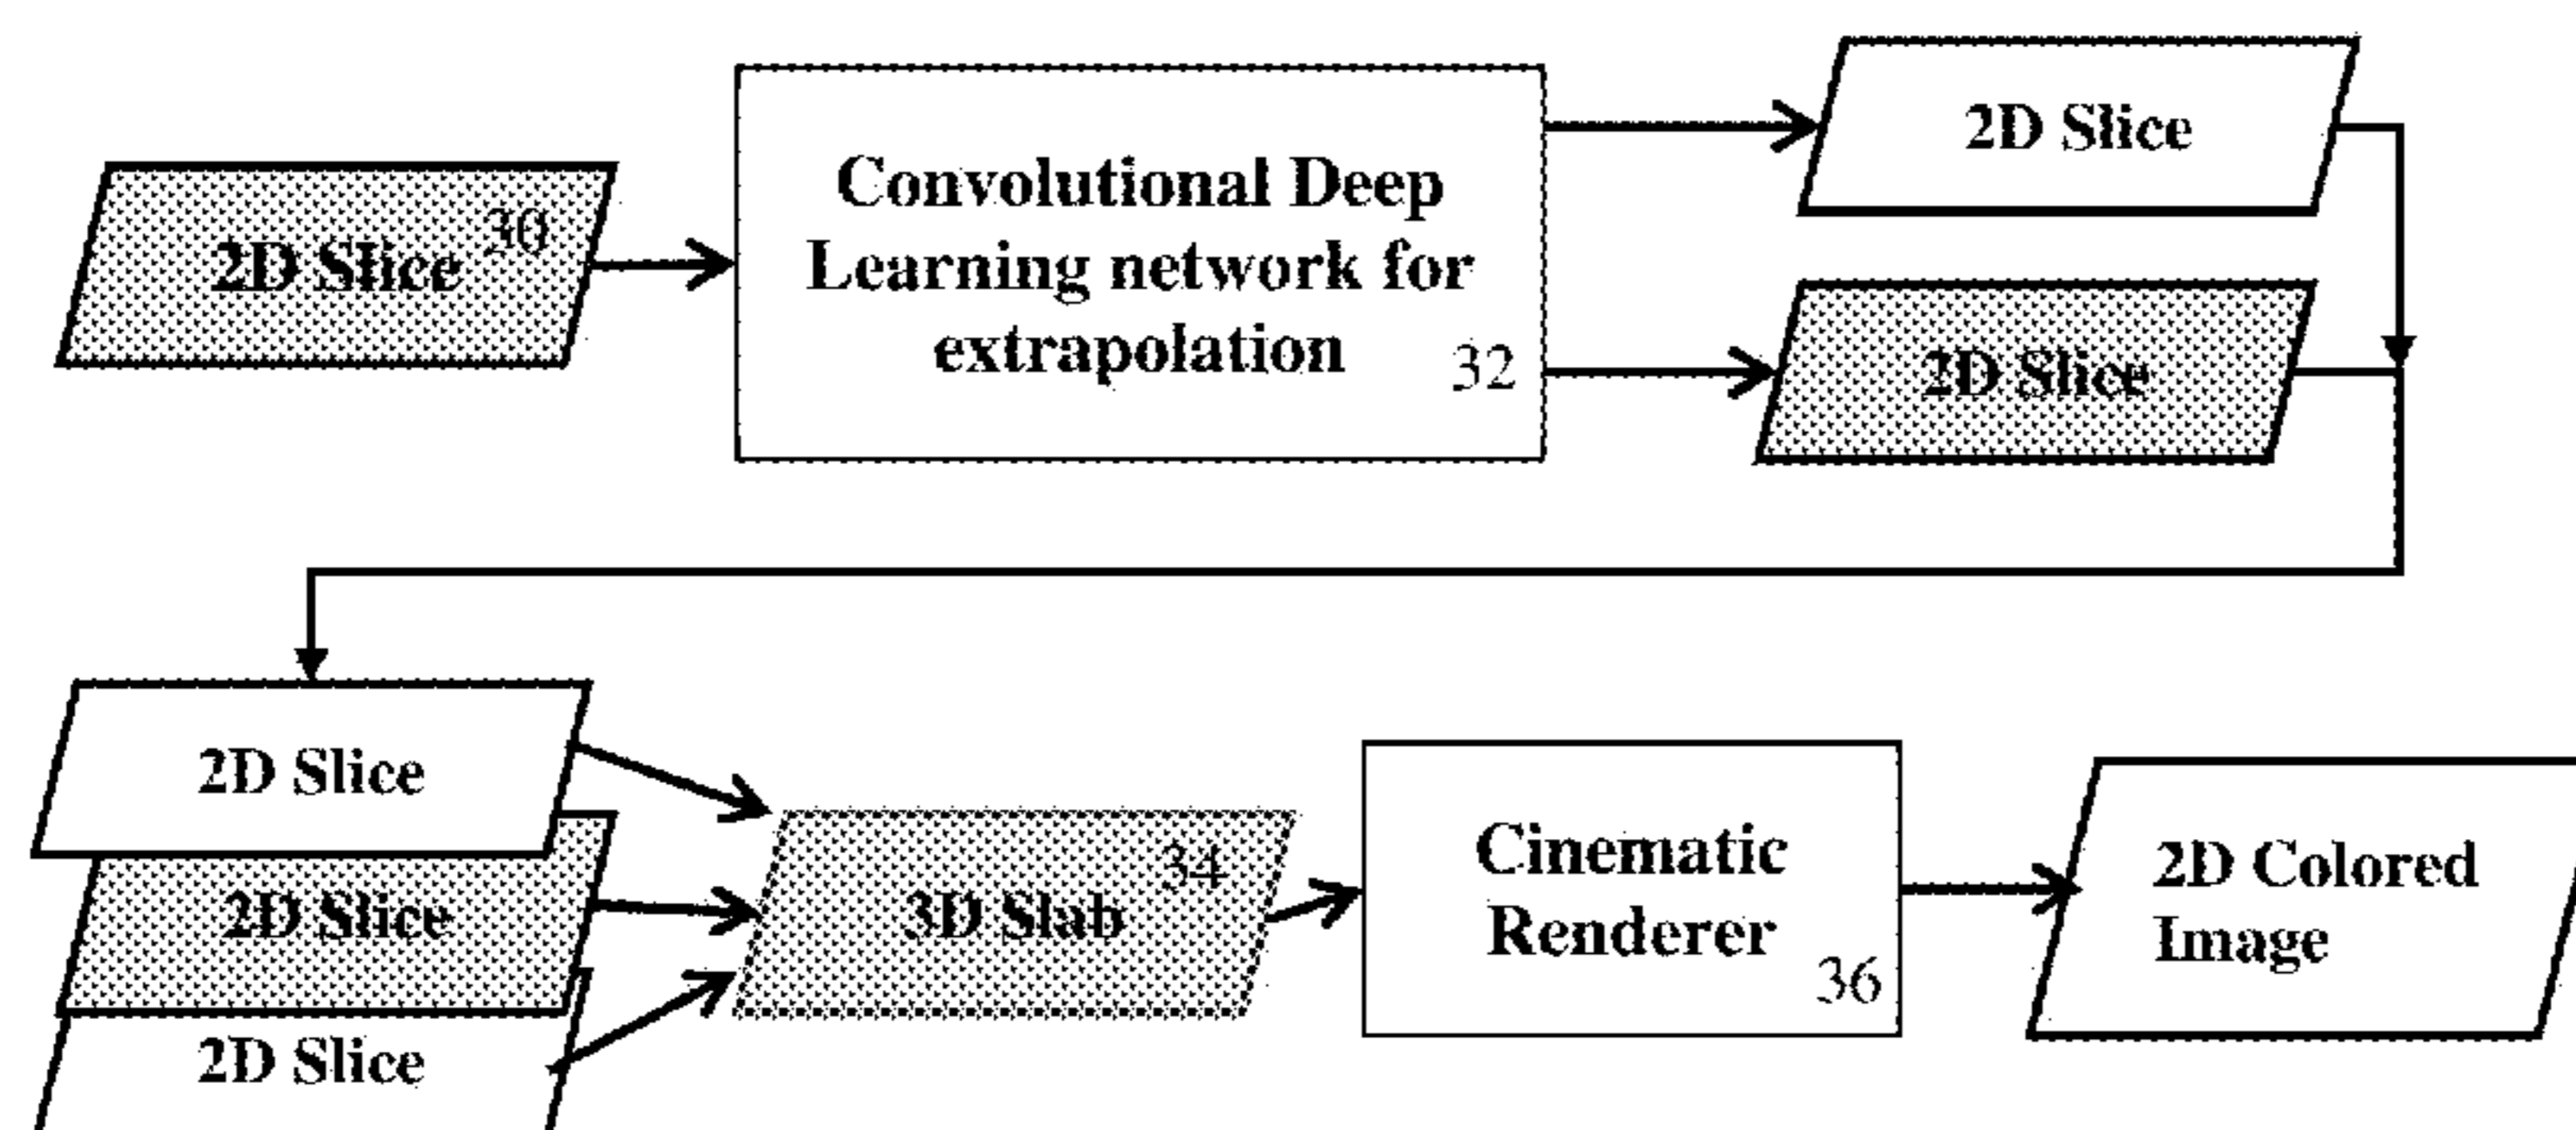 2D Slice
30
Convolutional Deep
Learning network for
extrapolation
32
2D Slice
2D Slice
2D Slice
2D Slice
2D Slice
3D Slab
34
Cinematic
Renderer
36
2D Colored
Image